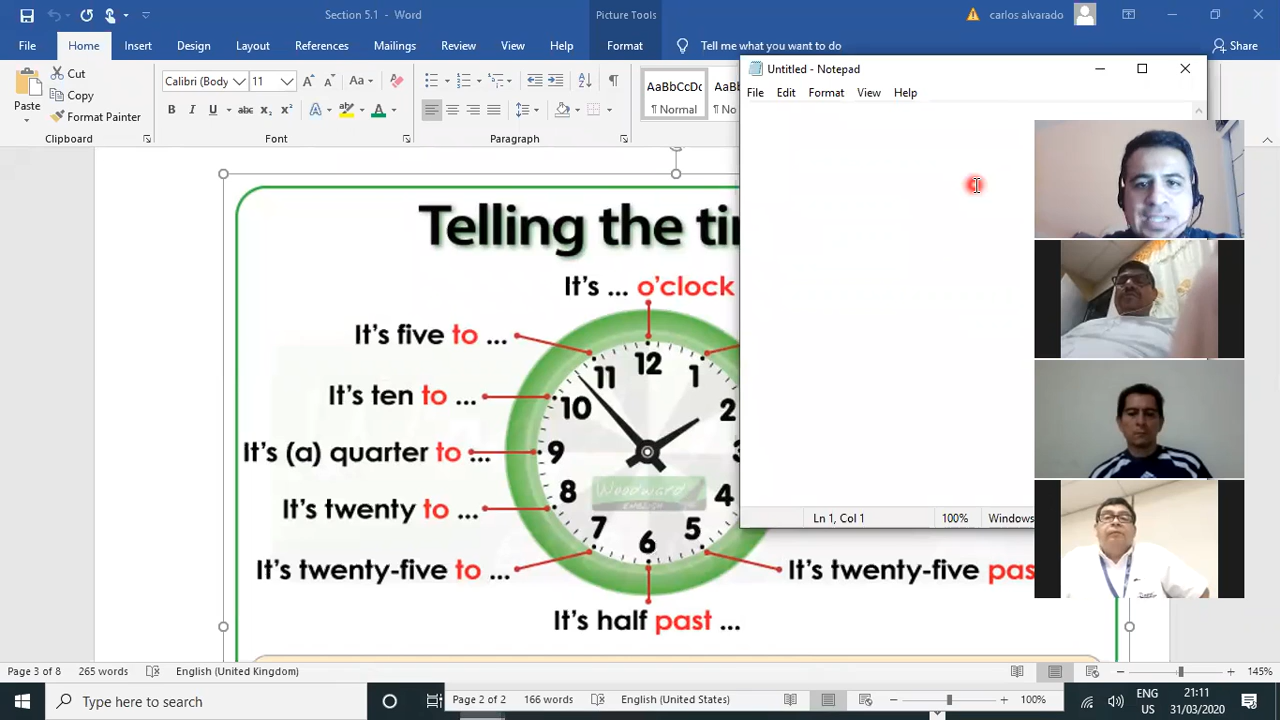 Section 5.1 - Word
Picture Tools
carlos alvarado
File
Home
Insert
Design
Layout
References
Mailings
Review
View
Help
Format
Tell me what you want to do
Share
Paste
Cut
Copy
Format Painter
Clipboard
Calibri (Body
11
Font
Paragraph
AaBbCcDc
AaBb
¶ Normal
¶ No
Untitled - Notepad
File Edit Format View Help
Ln 1, Col 1
100%
Windows
Telling the ti
It's ... o'clock
It's five to ...
It's ten to ...
It's (a) quarter to ...
It's twenty to ...
It's twenty-five to ...
It's half past ...
It's twenty-five pas
12
1
2
3
4
5
6
7
8
9
10
11
Woodward
ENGLISH
Page 3 of 8
265 words
English (United Kingdom)
145%
Type here to search
Page 2 of 2
166 words
English (United States)
100%
ENG
US
21:11
31/03/2020